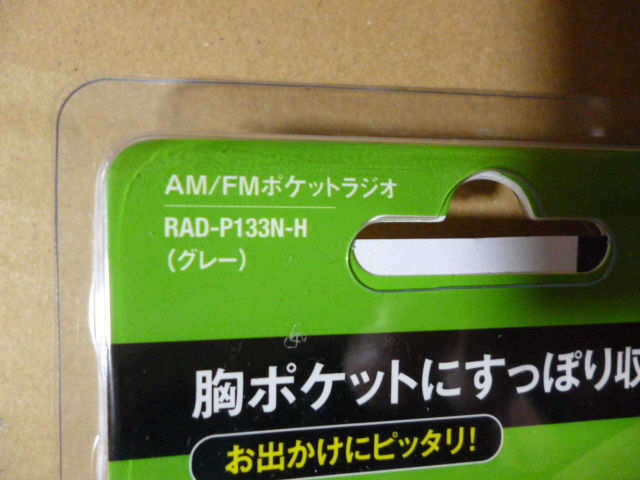 AM/FMポケットラジオ
RAD-P133N-H
(グレー)
胸ポケットにすっぽり収
お出かけにピッタリ!